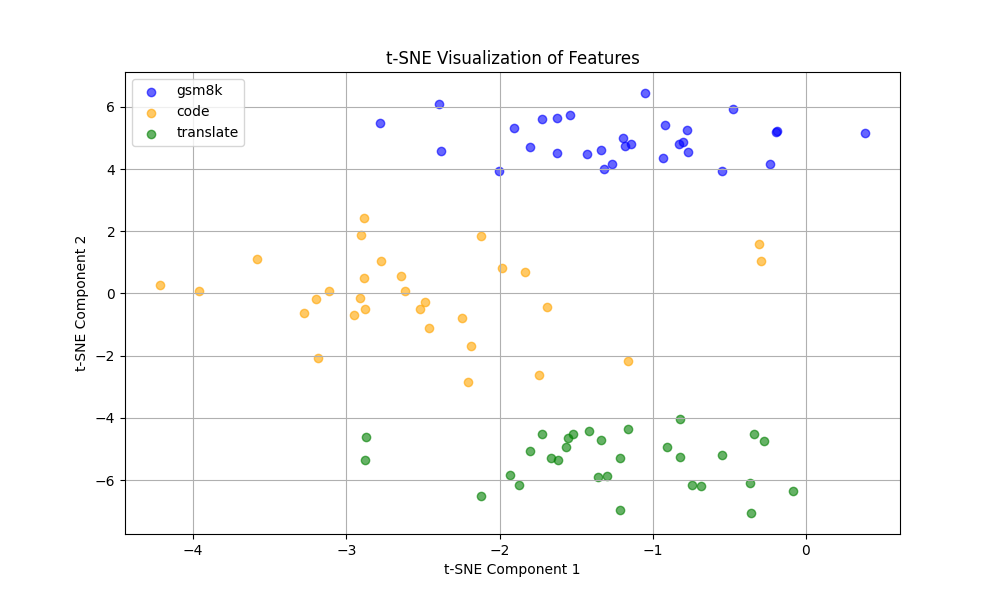 t-SNE Visualization of Features
gsm8k
code
translate
6
4
2
0
−2
−4
−6
t-SNE Component 2
−4
−3
−2
−1
0
t-SNE Component 1